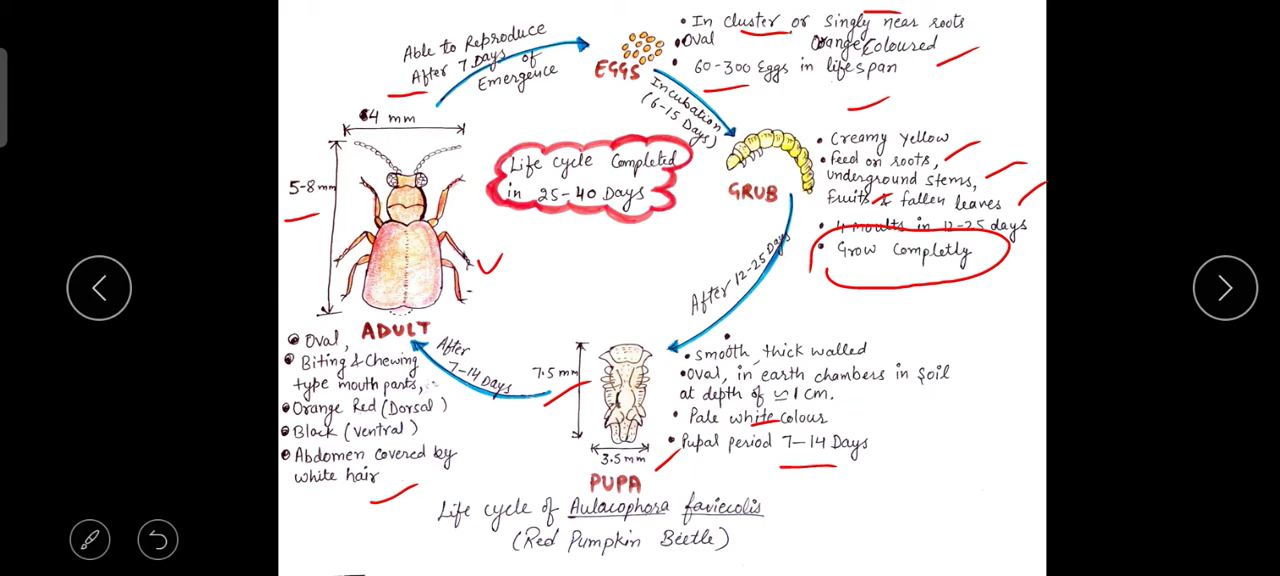 Able to Reproduce
After 7 Days of
Emergence
EGGS
• In cluster or Singly near roots
• Oval Orange Coloured
• 60-300 Eggs in lifespan
Incubation
(6-15 Days)
4 mm
5-8 mm
Life cycle Completed
in 25-40 Days
GRUB
• Creamy Yellow
• Feed on roots,
underground stems,
fruits & fallen leaves
• 4 moults in 12-25 days
• Grow Completly
After 12-25 Days
ADULT
• Oval,
• Biting & Chewing
type mouth parts,
• Orange Red (Dorsal)
• Black (Ventral)
• Abdomen covered by
white hair
After
7-14 Days
7.5 mm
3.5 mm
PUPA
• smooth, thick walled
• Oval, in earth chambers in Soil
at depth of ≃ 1 cm.
• Pale white colour
• Pupal period 7-14 Days
Life cycle of Aulacophora faviecolis
(Red Pumpkin Beetle)